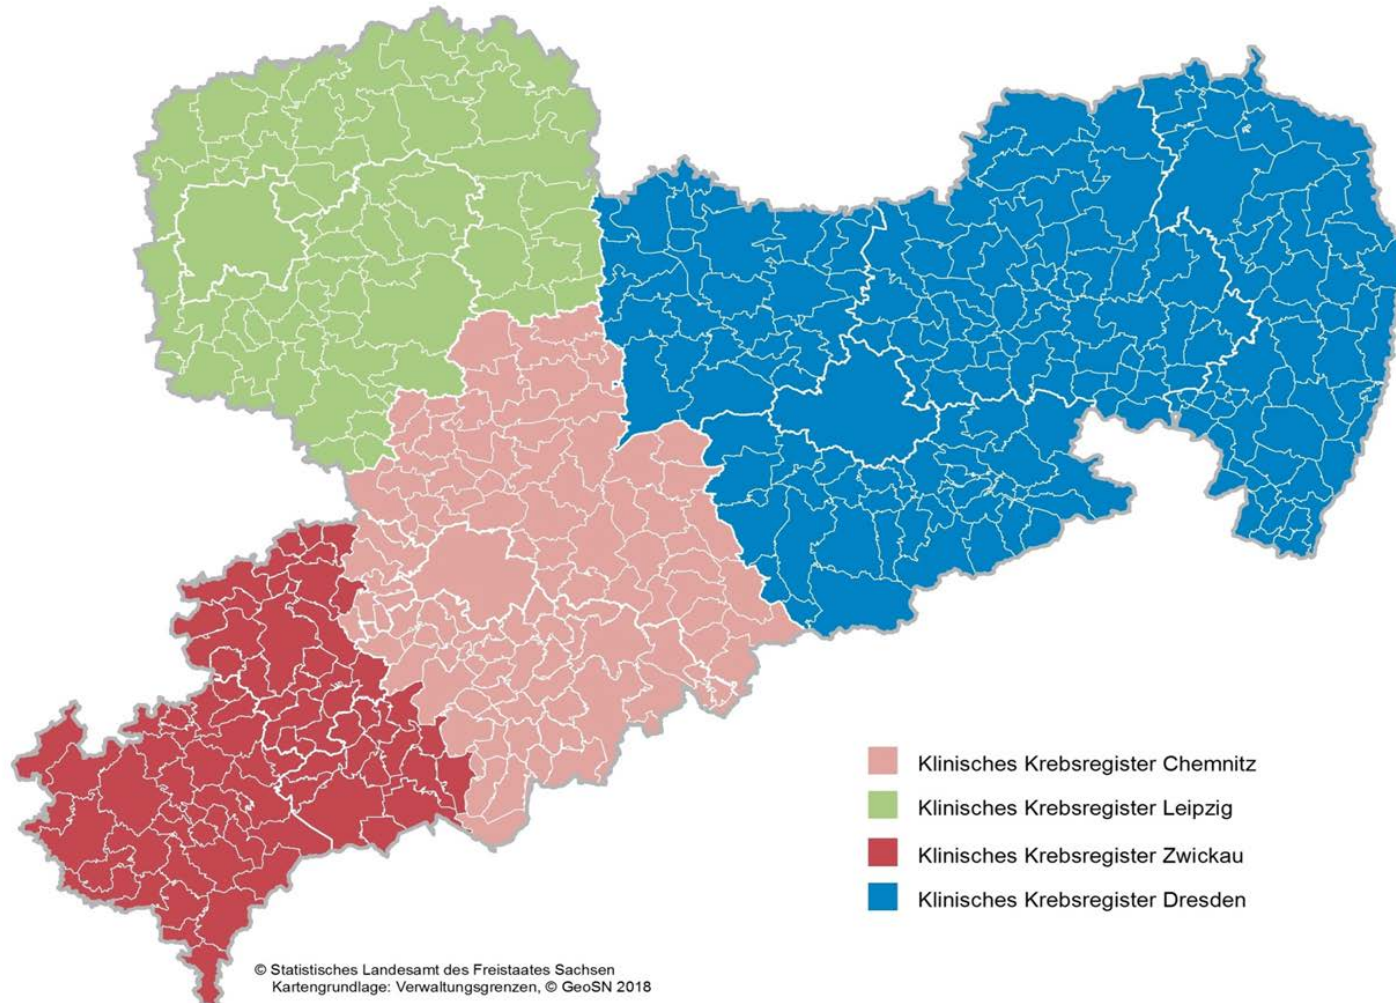 Klinisches Krebsregister Chemnitz
Klinisches Krebsregister Leipzig
Klinisches Krebsregister Zwickau
Klinisches Krebsregister Dresden
© Statistisches Landesamt des Freistaates Sachsen
Kartengrundlage: Verwaltungsgrenzen, © GeoSN 2018